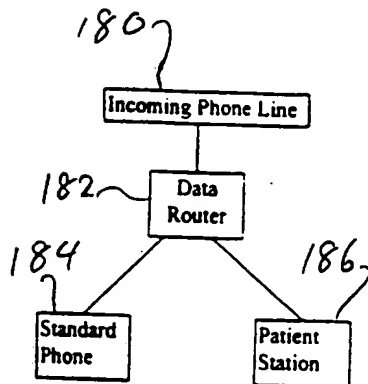 180
Incoming Phone Line
182
Data
Router
184
186
Standard
Phone
Patient
Station